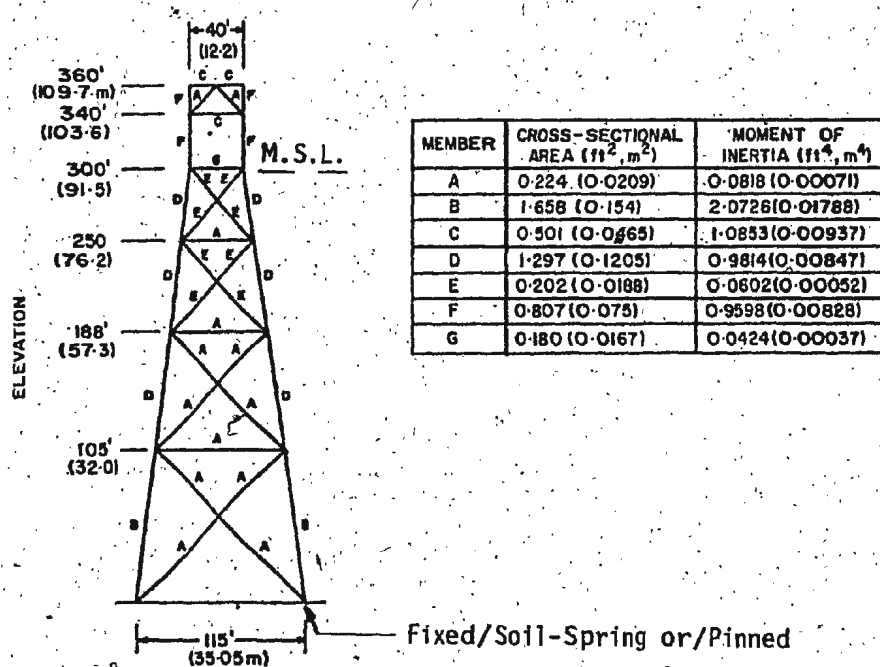 40'
(12.2)
360'
(109.7.m)
340'
(103.6)
300'
(91.5)
250
(76.2)
188'
(57.3)
105'
(32.0)
ELEVATION
C C
F A A F
F C F
G
E E
D E E D
A
E E
D E E D
A
A A
D A A D
A
A A
B A A B
M.S.L.
115'
(35.05m)
Fixed/Soil-Spring or/Pinned
MEMBER CROSS-SECTIONAL AREA (ft², m²) MOMENT OF INERTIA (ft⁴, m⁴)
A 0.224 (0.0209) 0.0818 (0.00071)
B 1.658 (0.154) 2.0726(0.01788)
C 0.501 (0.0465) 1.0853(0.00937)
D 1.297 (0.1205) 0.9814(0.00847)
E 0.202 (0.0188) 0.0602(0.00052)
F 0.807(0.075) 0.9598(0.00828)
G 0.180 (0.0167) 0.0424(0.00037)